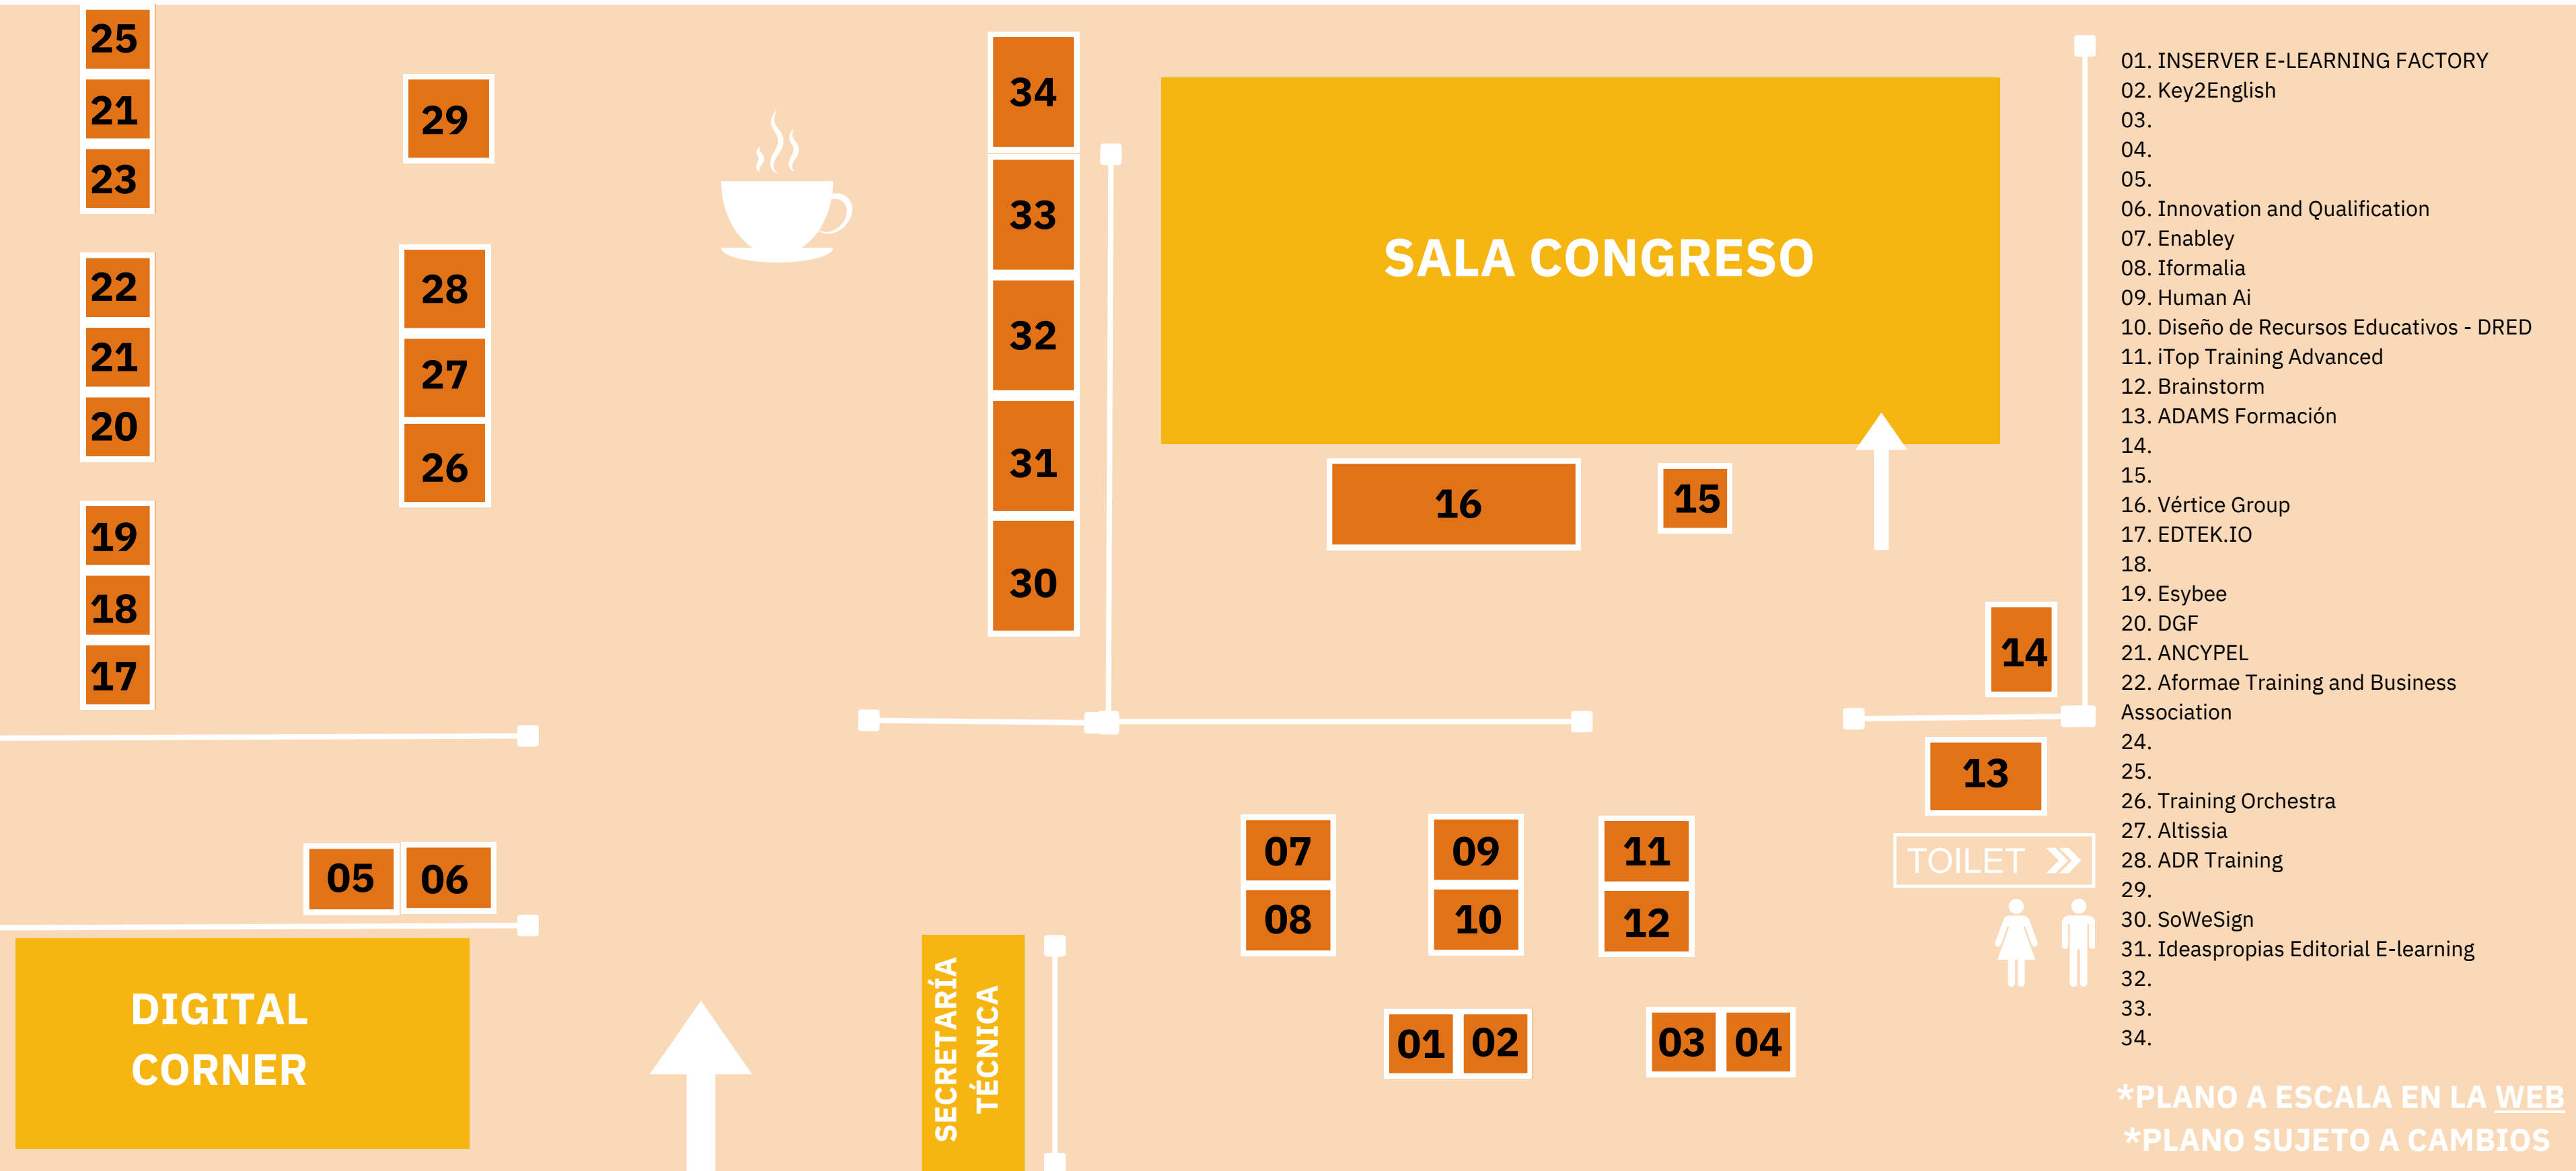 25
21
23
22
21
20
19
18
17
29
28
27
26
34
33
32
31
30
SALA CONGRESO
16
15
14
13
TOILET
05
06
07
08
09
10
11
12
01
02
03
04
DIGITAL
CORNER
SECRETARÍA
TÉCNICA
01. INSERVER E-LEARNING FACTORY
02. Key2English
03.
04.
05.
06. Innovation and Qualification
07. Enabley
08. Iformalia
09. Human Ai
10. Diseño de Recursos Educativos - DRED
11. iTop Training Advanced
12. Brainstorm
13. ADAMS Formación
14.
15.
16. Vértice Group
17. EDTEK.IO
18.
19. Esybee
20. DGF
21. ANCYPEL
22. Aformae Training and Business
Association
24.
25.
26. Training Orchestra
27. Altissia
28. ADR Training
29.
30. SoWeSign
31. Ideaspropias Editorial E-learning
32.
33.
34.
*PLANO A ESCALA EN LA WEB
*PLANO SUJETO A CAMBIOS